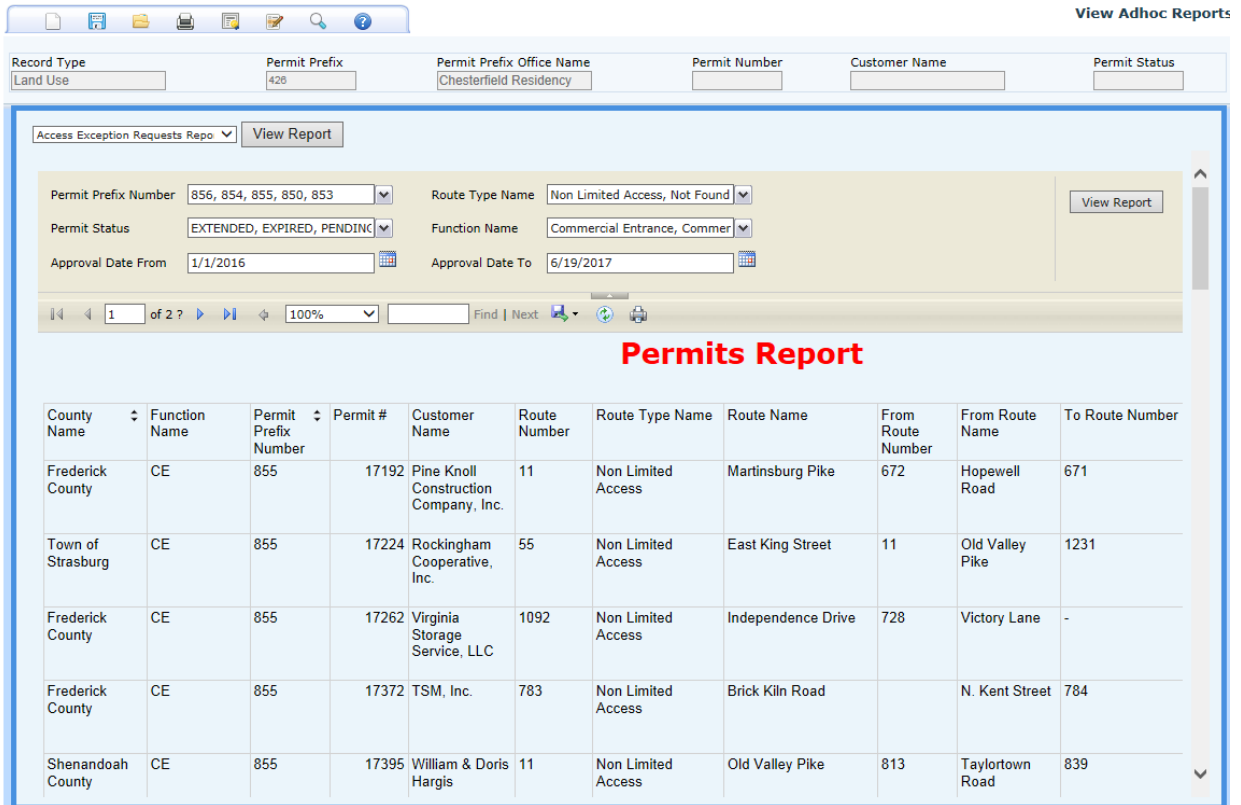 View Adhoc Reports
Record Type Permit Prefix Permit Prefix Office Name Permit Number Customer Name Permit Status
Land Use 426 Chesterfield Residency
Access Exception Requests Repo View Report
Permit Prefix Number 856, 854, 855, 850, 853 Route Type Name Non Limited Access, Not Found View Report
Permit Status EXTENDED, EXPIRED, PENDING Function Name Commercial Entrance, Commer
Approval Date From 1/1/2016 Approval Date To 6/19/2017
1 of 2 ? 100% Find | Next
Permits Report
County Function Permit Permit # Customer Route Route Type Name Route Name From From Route To Route Number
Name Name Prefix Name Number Route Name
Number Number
Frederick CE 855 17192 Pine Knoll 11 Non Limited Martinsburg Pike 672 Hopewell 671
County Construction Access Road
Company, Inc.
Town of CE 855 17224 Rockingham 55 Non Limited East King Street 11 Old Valley 1231
Strasburg Cooperative, Access Pike
Inc.
Frederick CE 855 17262 Virginia 1092 Non Limited Independence Drive 728 Victory Lane -
County Storage Access
Service, LLC
Frederick CE 855 17372 TSM, Inc. 783 Non Limited Brick Kiln Road N. Kent Street 784
County Access
Shenandoah CE 855 17395 William & Doris 11 Non Limited Old Valley Pike 813 Taylortown 839
County Hargis Access Road